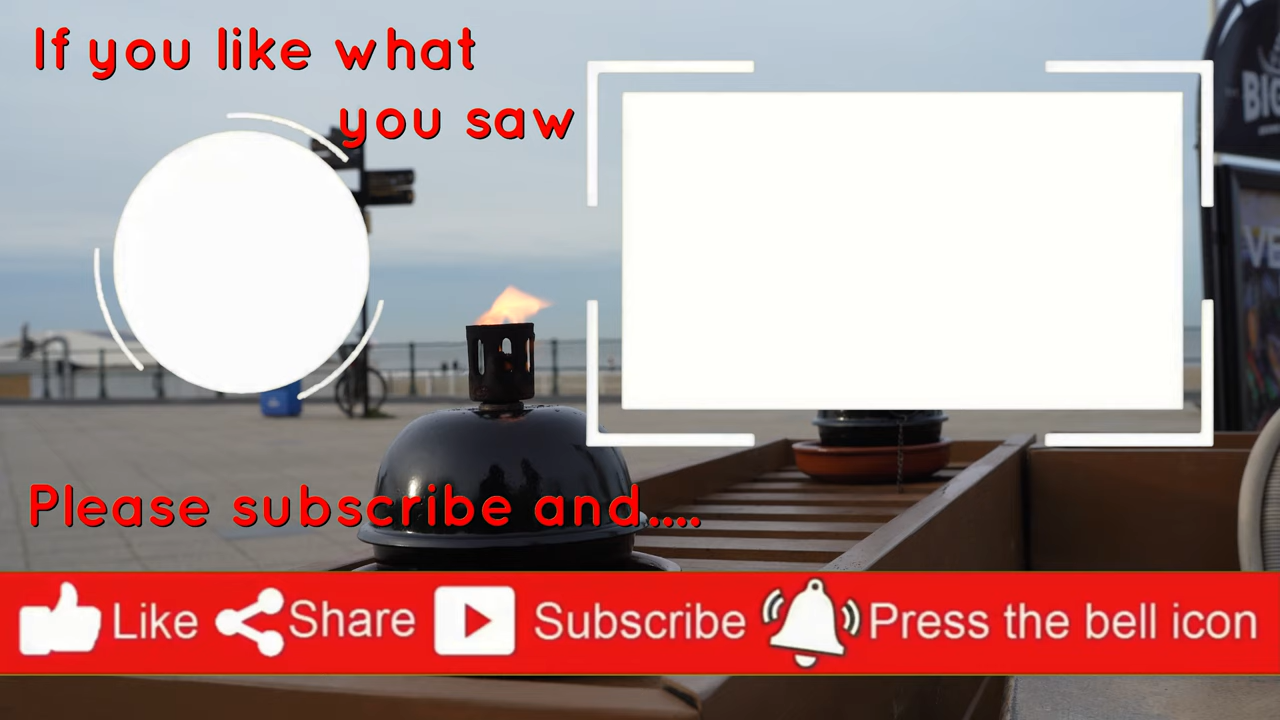 If you like what
you saw
Please subscribe and....
Like Share Subscribe Press the bell icon